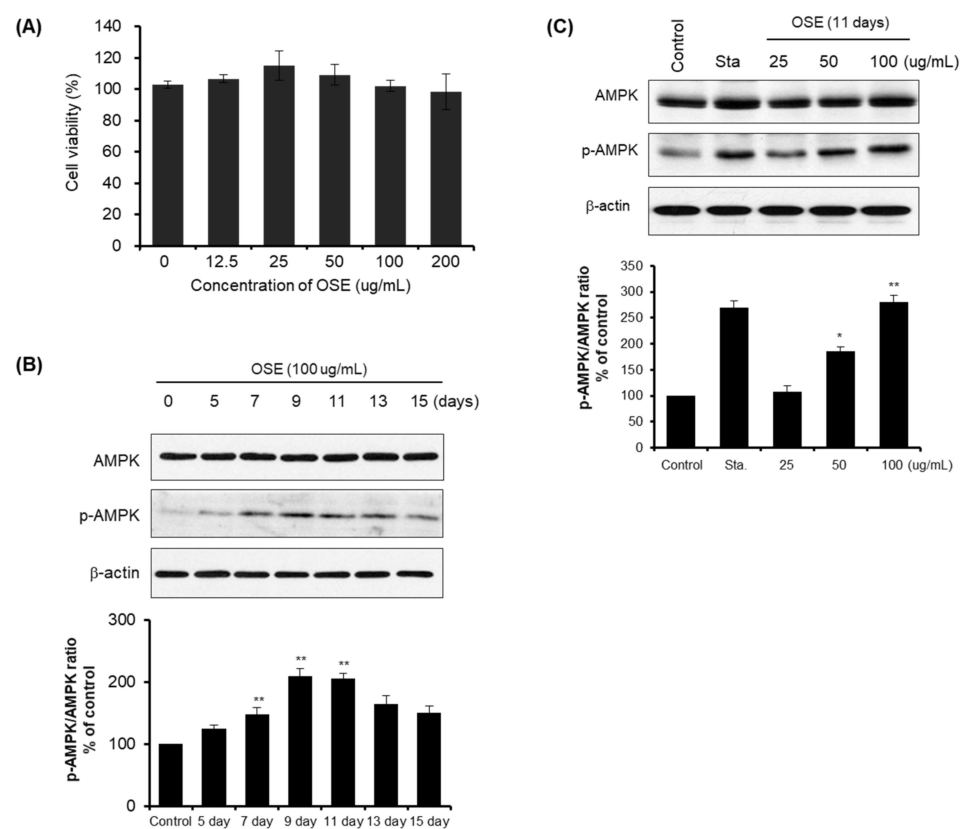 (A)
140
120
100
80
60
40
20
0
Cell viability (%)
0 12.5 25 50 100 200
Concentration of OSE (ug/mL)
(B)
OSE (100 ug/mL)
0 5 7 9 11 13 15 (days)
AMPK
p-AMPK
β-actin
300
200
100
0
p-AMPK/AMPK ratio
% of control
** ** **
Control 5 day 7 day 9 day 11 day 13 day 15 day
(C)
OSE (11 days)
Control Sta 25 50 100 (ug/mL)
AMPK
p-AMPK
β-actin
350
300
250
200
150
100
50
0
p-AMPK/AMPK ratio
% of control
* **
Control Sta. 25 50 100 (ug/mL)